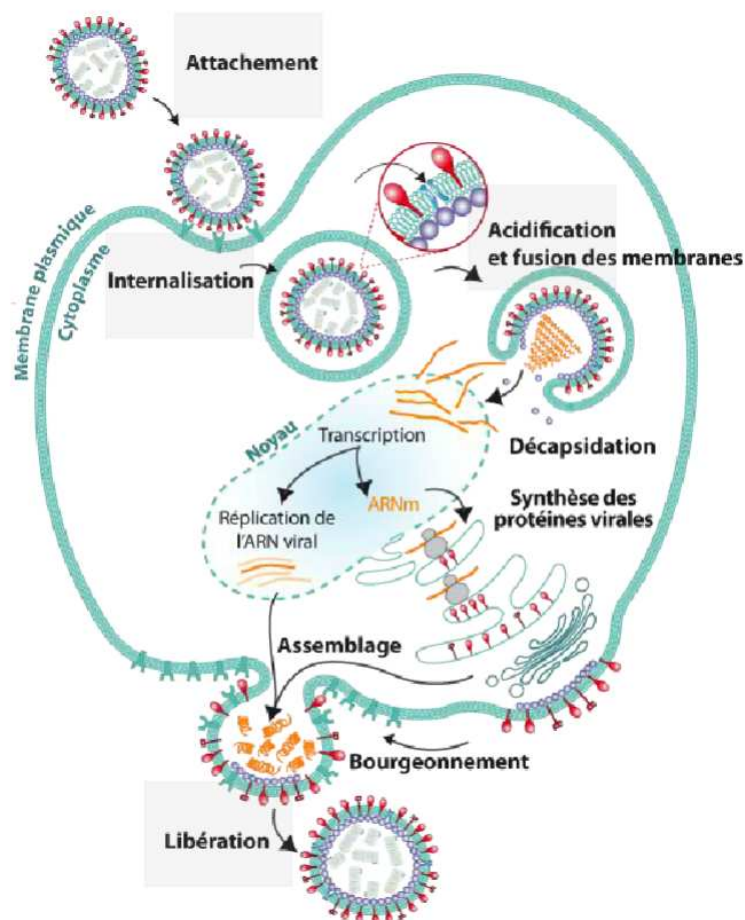 Attachement
Membrane plasmique
Cytoplasme
Internalisation
Acidification
et fusion des membranes
Noyau
Transcription
Décapsidation
ARNm
Réplication de
l'ARN viral
Synthèse des
protéines virales
Assemblage
Bourgeonnement
Libération